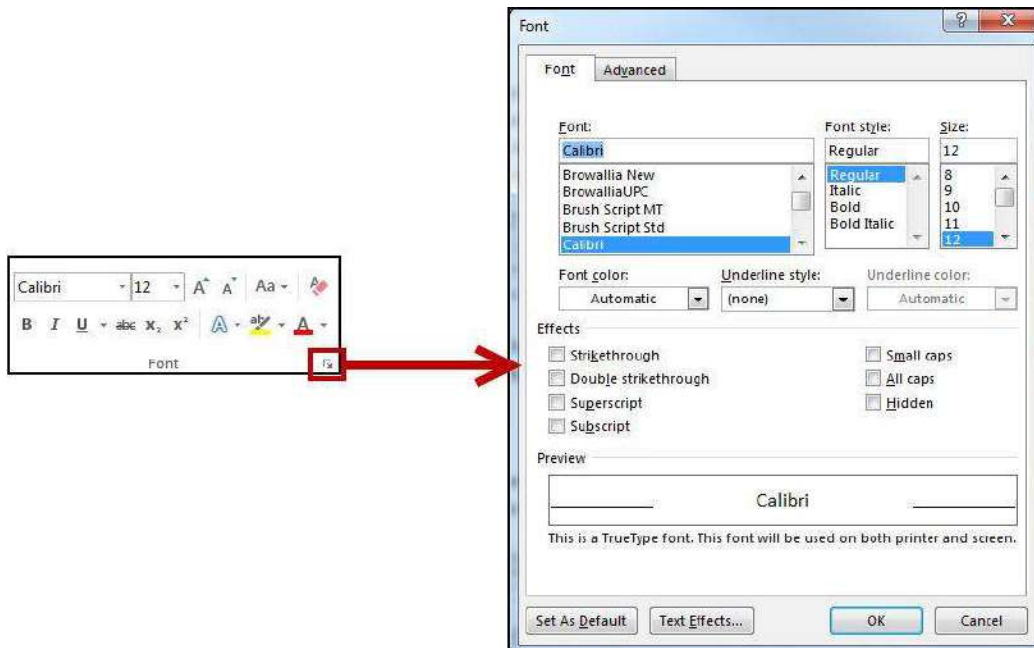 Font
Font Advanced
Font: Font style: Size:
Calibri Regular 12
Browallia New Regular 8
BrowalliaUPC Italic 9
Brush Script MT Bold 10
Brush Script Std Bold Italic 11
Calibri 12
Font color: Underline style: Underline color:
Automatic (none) Automatic
Effects
Strikethrough Small caps
Double strikethrough All caps
Superscript Hidden
Subscript
Preview
Calibri
This is a TrueType font. This font will be used on both printer and screen.
Set As Default Text Effects... OK Cancel
Calibri 12 A A Aa A
B I U abc X₂ X² A ab A
Font